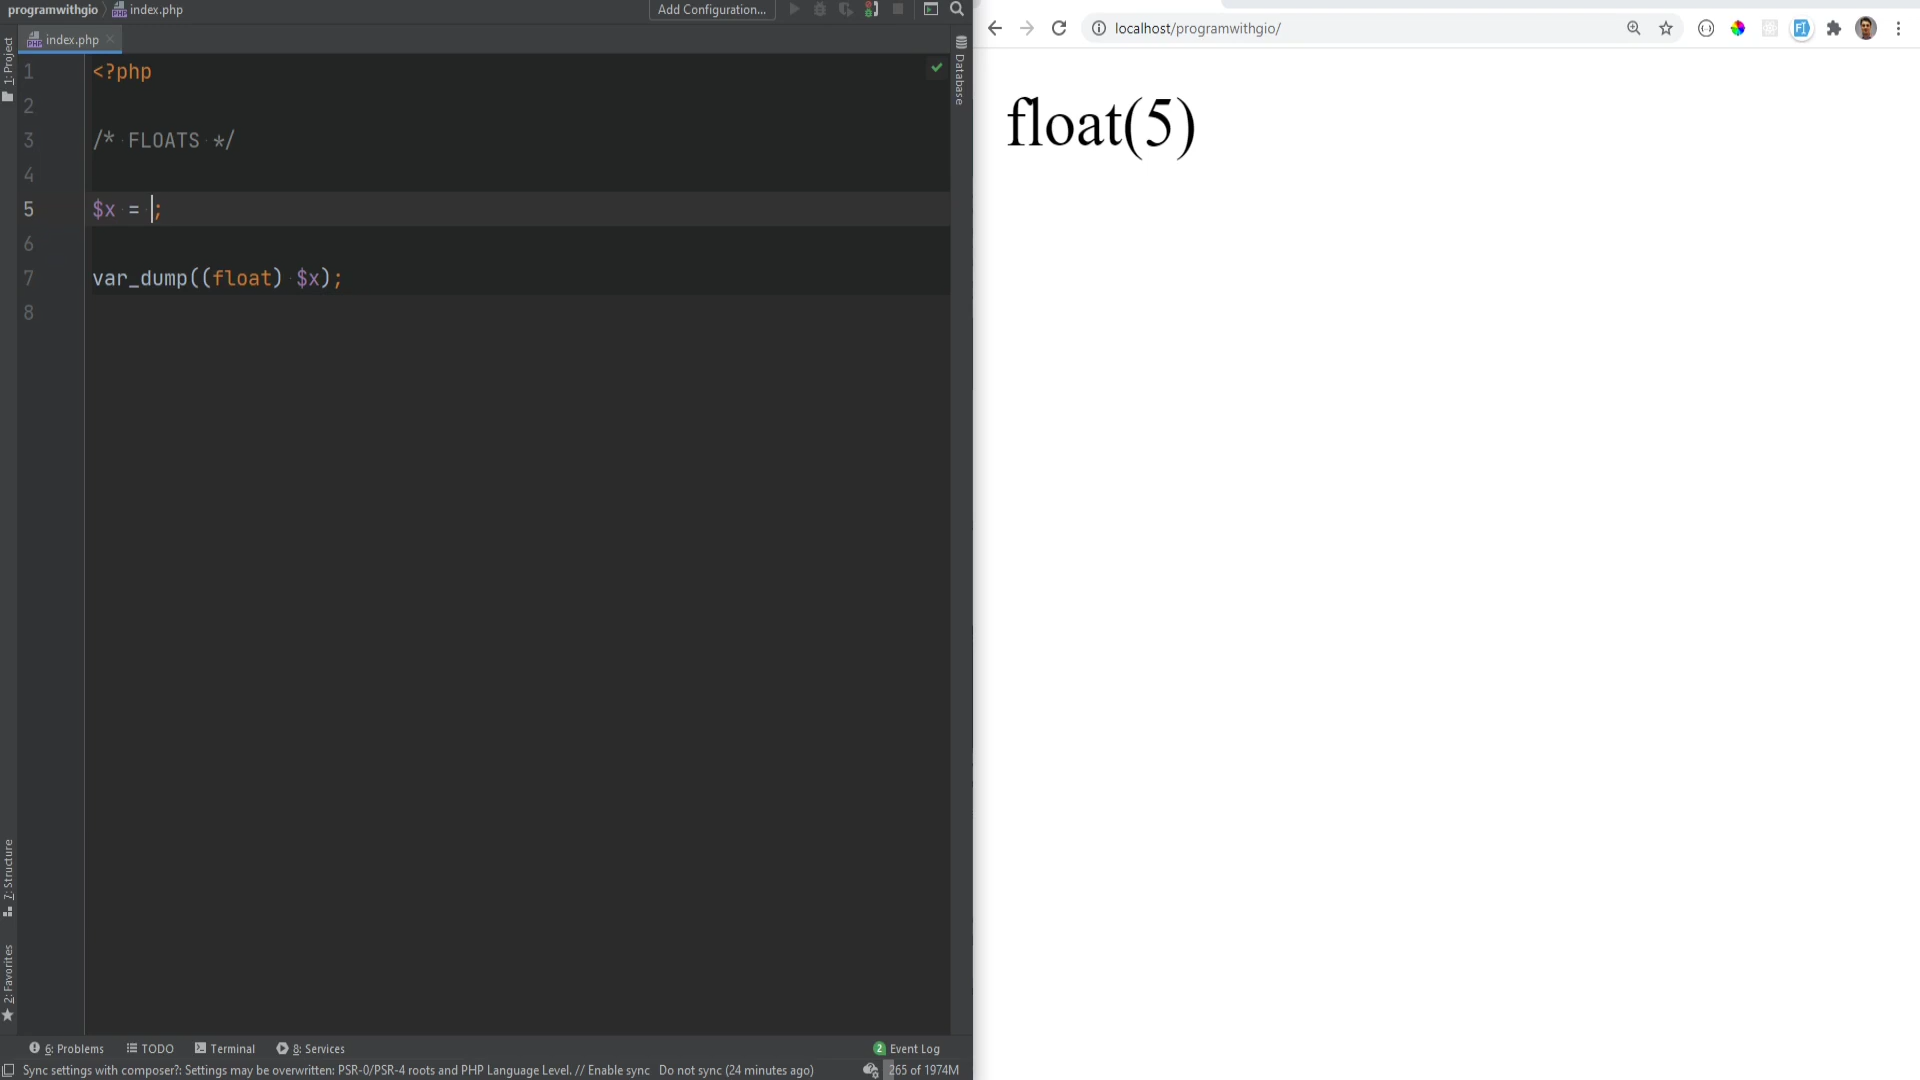 programwithgio
index.php
Add Configuration...
index.php
1: Project
Database
1 <?php
2
3 /* FLOATS */
4
5 $x = ;
6
7 var_dump((float) $x);
8
7: Structure
2: Favorites
6: Problems
TODO
Terminal
8: Services
2 Event Log
Sync settings with composer?: Settings may be overwritten: PSR-0/PSR-4 roots and PHP Language Level. // Enable sync Do not sync (24 minutes ago)
265 of 1974M
localhost/programwithgio/
float(5)